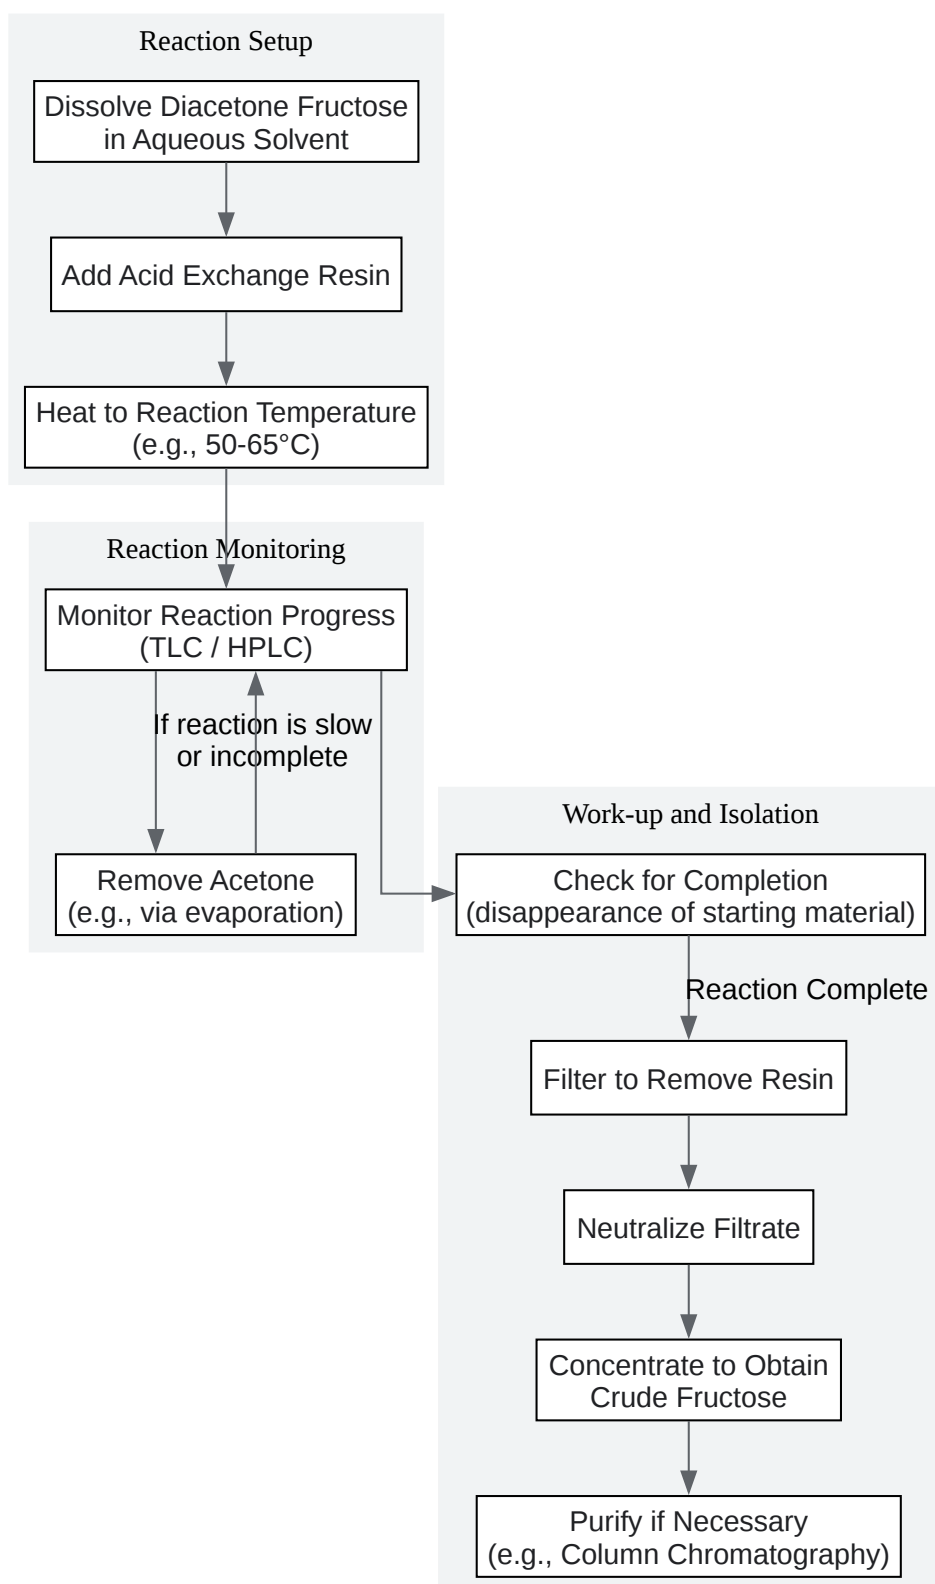 Reaction Setup
Dissolve Diacetone Fructose
in Aqueous Solvent
Add Acid Exchange Resin
Heat to Reaction Temperature
(e.g., 50-65°C)
Reaction Monitoring
Monitor Reaction Progress
(TLC / HPLC)
If reaction is slow
or incomplete
Remove Acetone
(e.g., via evaporation)
Work-up and Isolation
Check for Completion
(disappearance of starting material)
Reaction Complete
Filter to Remove Resin
Neutralize Filtrate
Concentrate to Obtain
Crude Fructose
Purify if Necessary
(e.g., Column Chromatography)